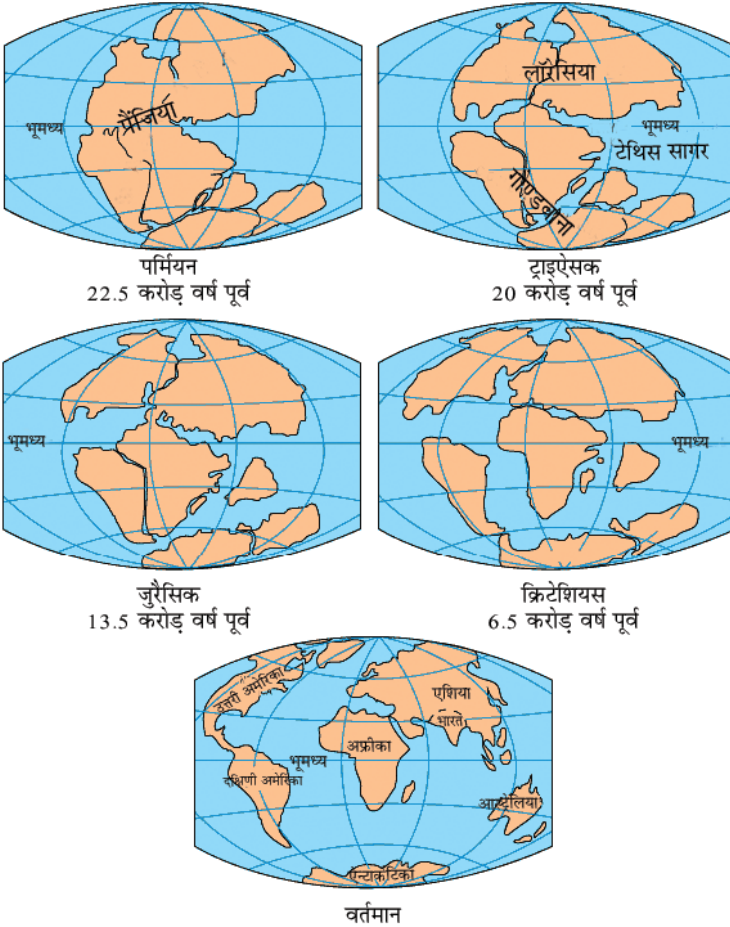 पैंजिया
भूमध्य
पर्मियन
22.5 करोड़ वर्ष पूर्व
लॉरेसिया
भूमध्य
टेथिस सागर
गोण्डवाना
ट्राइऐसक
20 करोड़ वर्ष पूर्व
भूमध्य
जुरैसिक
13.5 करोड़ वर्ष पूर्व
भूमध्य
क्रिटेशियस
6.5 करोड़ वर्ष पूर्व
उत्तरी अमेरिका
एशिया
भारत
अफ्रीका
भूमध्य
दक्षिणी अमेरिका
आस्ट्रेलिया
एन्टार्कटिका
वर्तमान